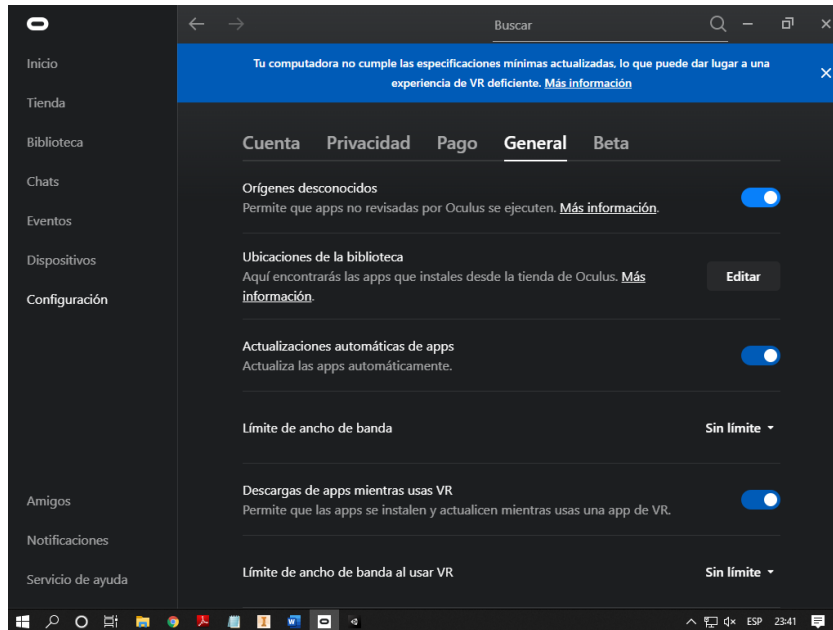 Buscar
Inicio
Tienda
Biblioteca
Chats
Eventos
Dispositivos
Configuración
Amigos
Notificaciones
Servicio de ayuda
Tu computadora no cumple las especificaciones mínimas actualizadas, lo que puede dar lugar a una
experiencia de VR deficiente. Más información
Cuenta Privacidad Pago General Beta
Orígenes desconocidos
Permite que apps no revisadas por Oculus se ejecuten. Más información.
Ubicaciones de la biblioteca
Aquí encontrarás las apps que instales desde la tienda de Oculus. Más
información.
Editar
Actualizaciones automáticas de apps
Actualiza las apps automáticamente.
Límite de ancho de banda Sin límite
Descargas de apps mientras usas VR
Permite que las apps se instalen y actualicen mientras usas una app de VR.
Límite de ancho de banda al usar VR Sin límite
ESP 23:41